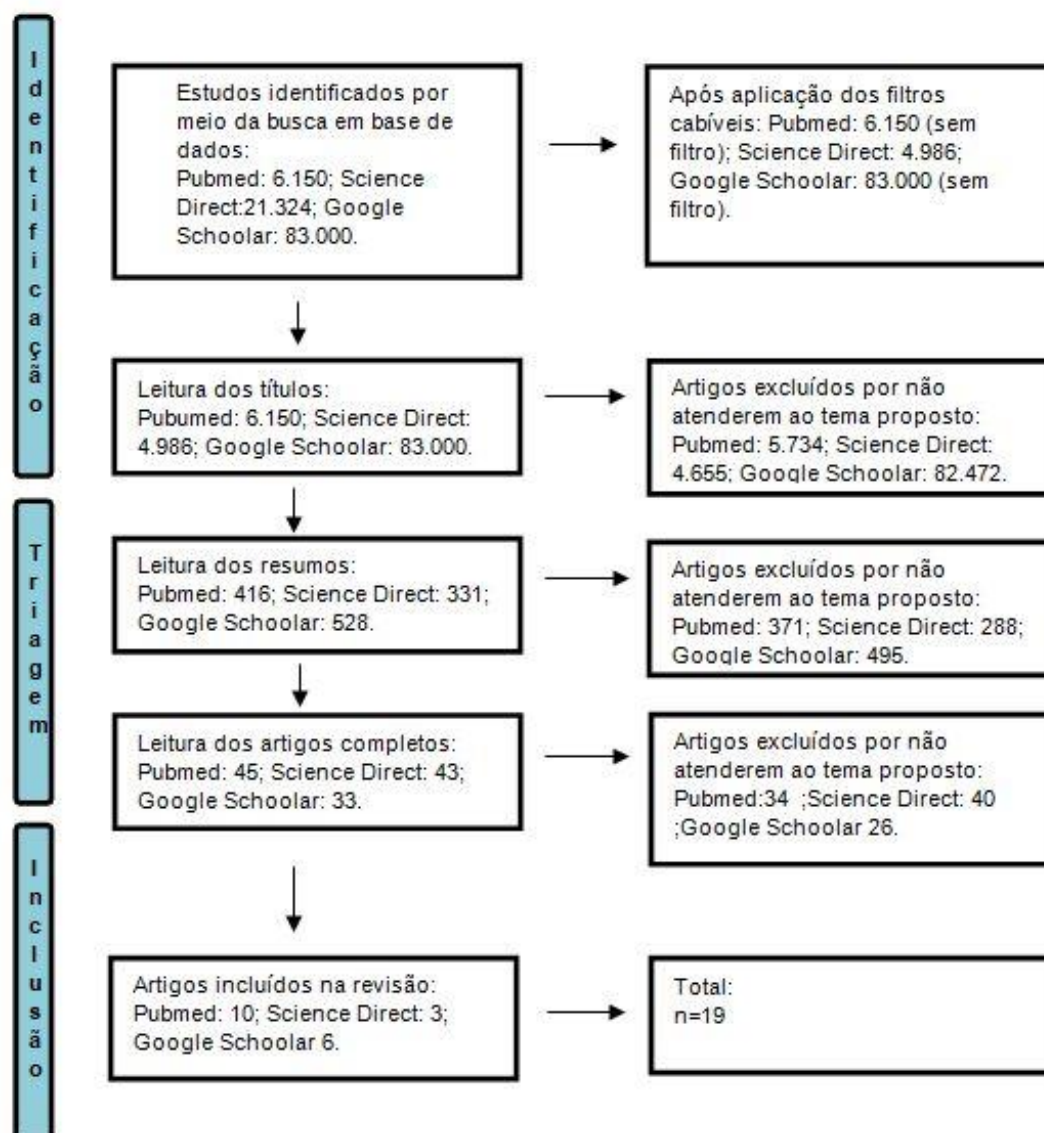 Identificação
Estudos identificados por
meio da busca em base de
dados:
Pubmed: 6.150; Science
Direct:21.324; Google
Schoolar: 83.000.
Após aplicação dos filtros
cabíveis: Pubmed: 6.150 (sem
filtro); Science Direct: 4.986;
Google Schoolar: 83.000 (sem
filtro).
Leitura dos títulos:
Pubumed: 6.150; Science Direct:
4.986; Google Schoolar: 83.000.
Artigos excluídos por não
atenderem ao tema proposto:
Pubmed: 5.734; Science Direct:
4.655; Google Schoolar: 82.472.
Triagem
Leitura dos resumos:
Pubmed: 416; Science Direct: 331;
Google Schoolar: 528.
Artigos excluídos por não
atenderem ao tema proposto:
Pubmed: 371; Science Direct: 288;
Google Schoolar: 495.
Leitura dos artigos completos:
Pubmed: 45; Science Direct: 43;
Google Schoolar: 33.
Artigos excluídos por não
atenderem ao tema proposto:
Pubmed:34 ;Science Direct: 40
;Google Schoolar 26.
Inclusão
Artigos incluídos na revisão:
Pubmed: 10; Science Direct: 3;
Google Schoolar 6.
Total:
n=19